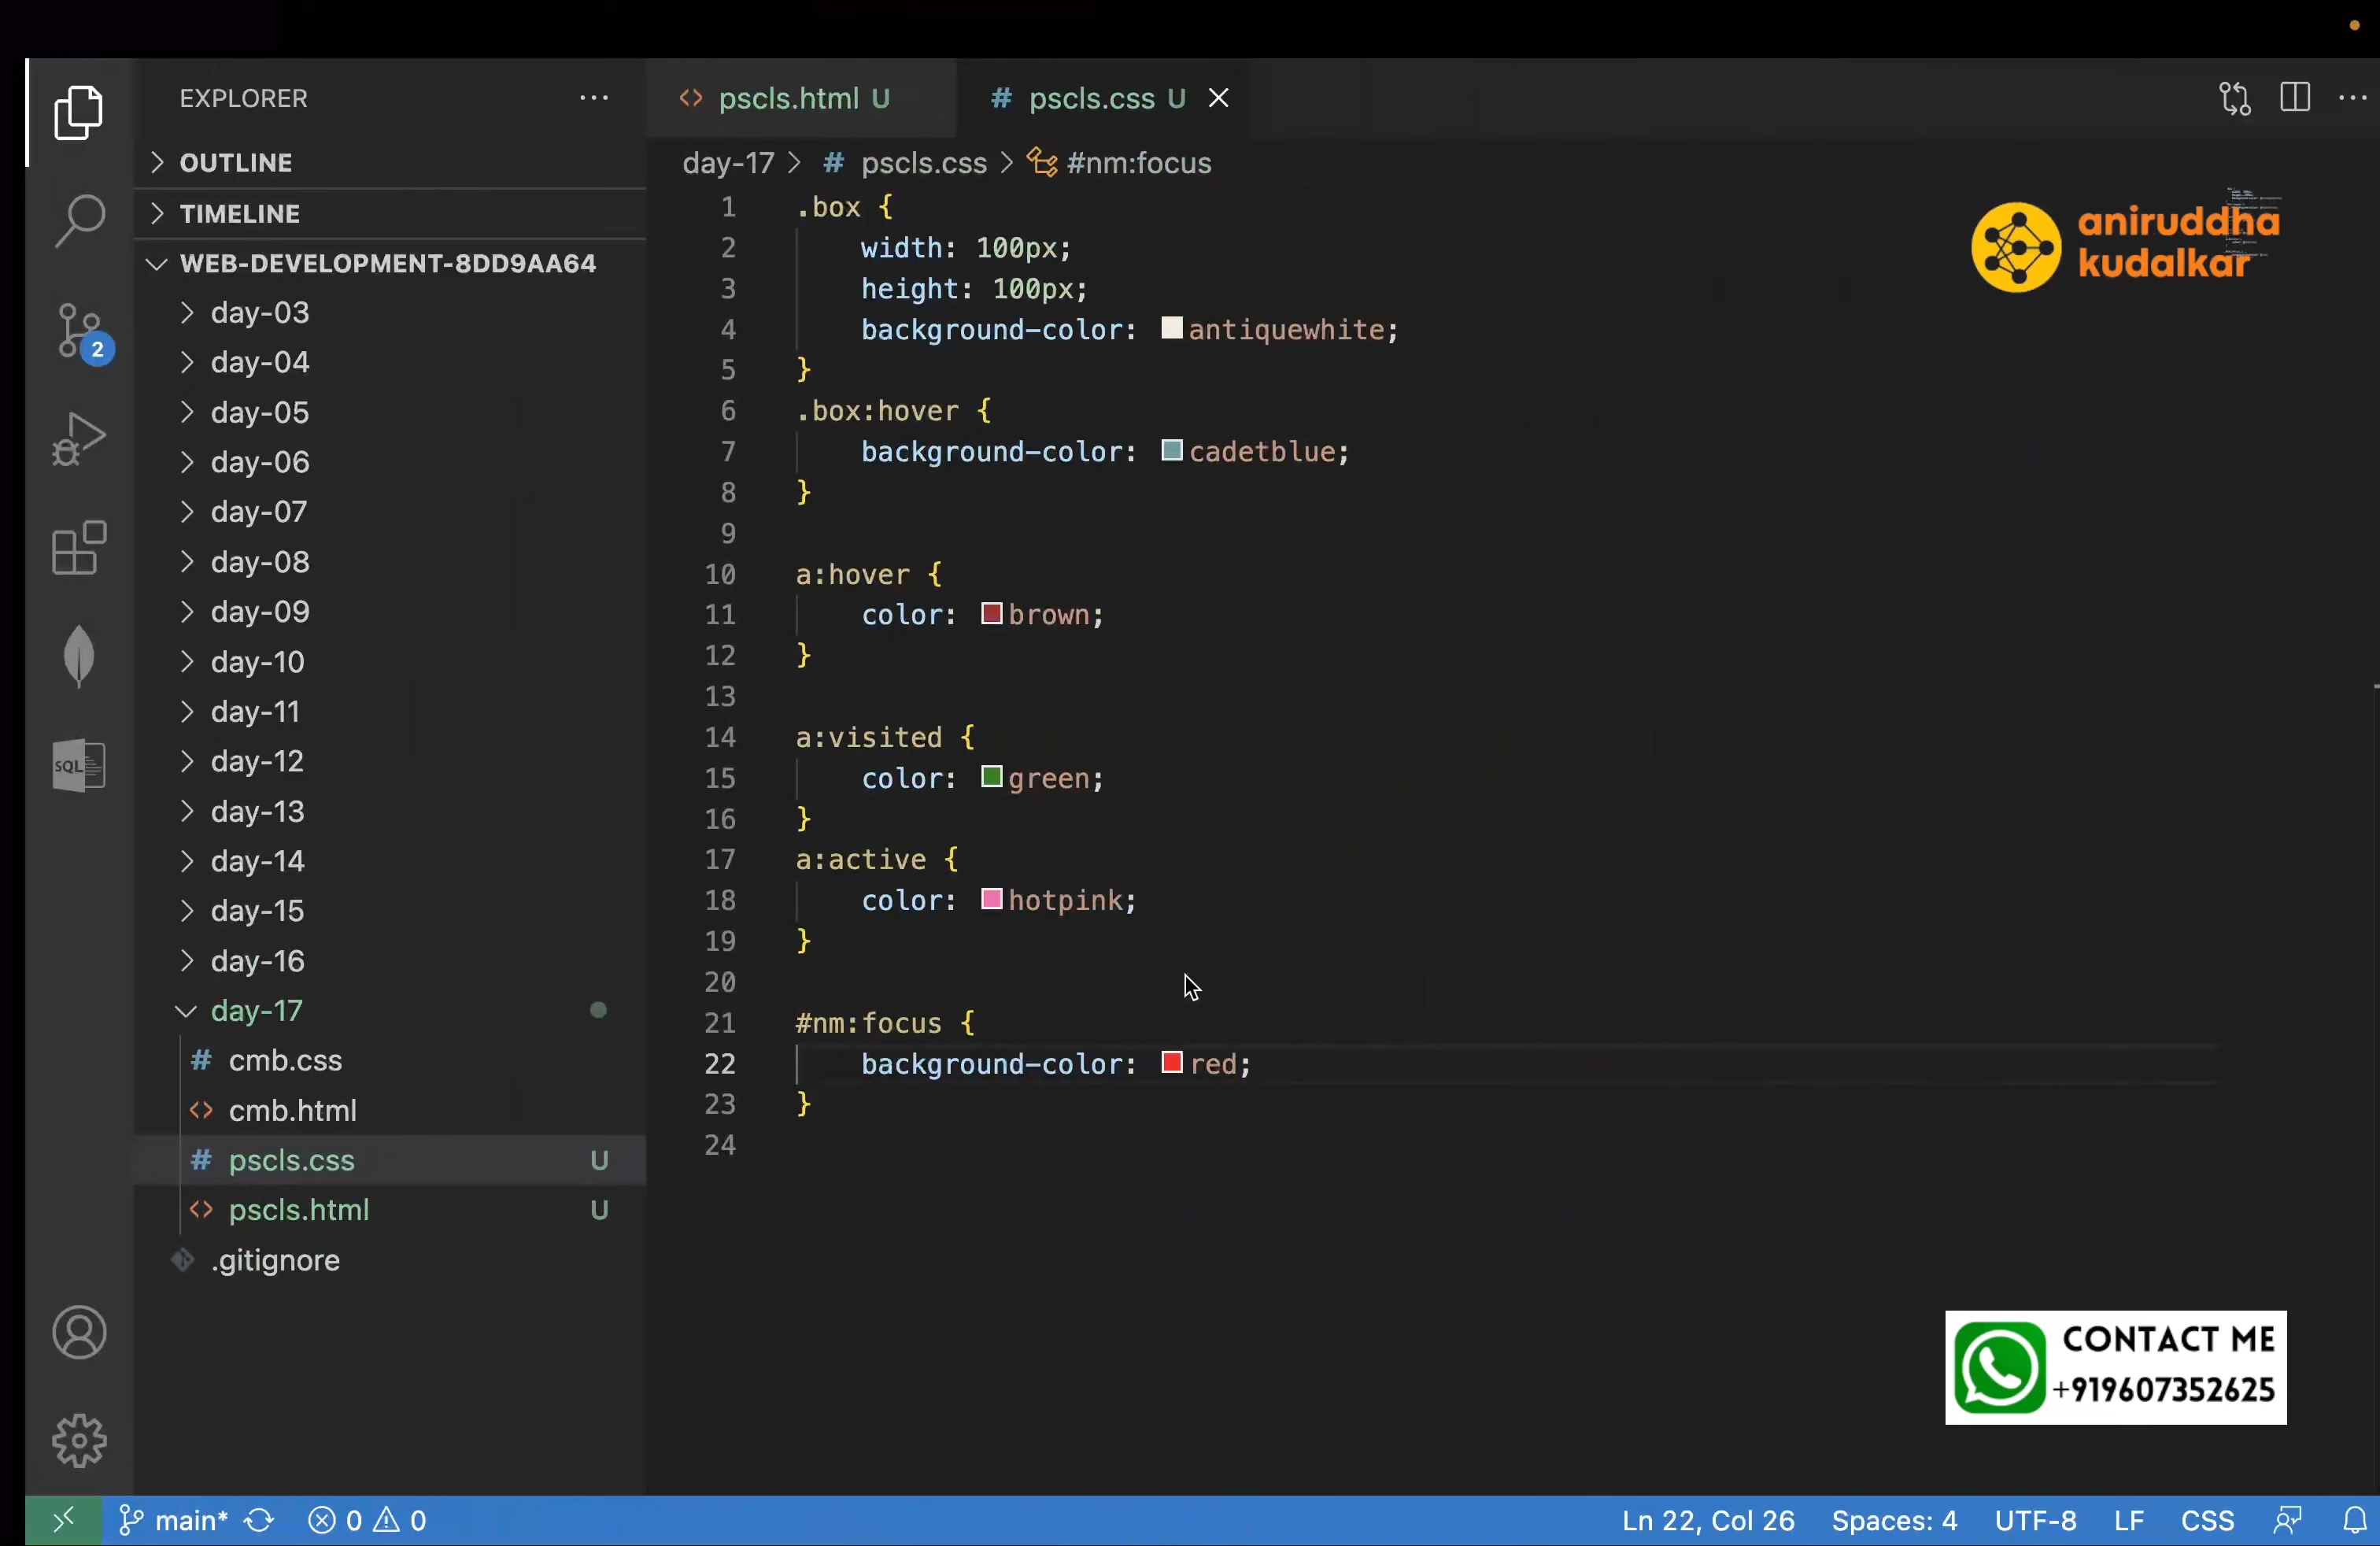 EXPLORER
OUTLINE
TIMELINE
WEB-DEVELOPMENT-8DD9AA64
day-03
day-04
day-05
day-06
day-07
day-08
day-09
day-10
day-11
day-12
day-13
day-14
day-15
day-16
day-17
# cmb.css
<> cmb.html
# pscls.css U
<> pscls.html U
.gitignore
2
SQL
<> pscls.html U
# pscls.css U
day-17 > # pscls.css > #nm:focus
1 .box {
2 width: 100px;
3 height: 100px;
4 background-color: antiquewhite;
5 }
6 .box:hover {
7 background-color: cadetblue;
8 }
9
10 a:hover {
11 color: brown;
12 }
13
14 a:visited {
15 color: green;
16 }
17 a:active {
18 color: hotpink;
19 }
20
21 #nm:focus {
22 background-color: red;
23 }
24
aniruddha
kudalkar
CONTACT ME
+919607352625
main* 0 0
Ln 22, Col 26 Spaces: 4 UTF-8 LF CSS